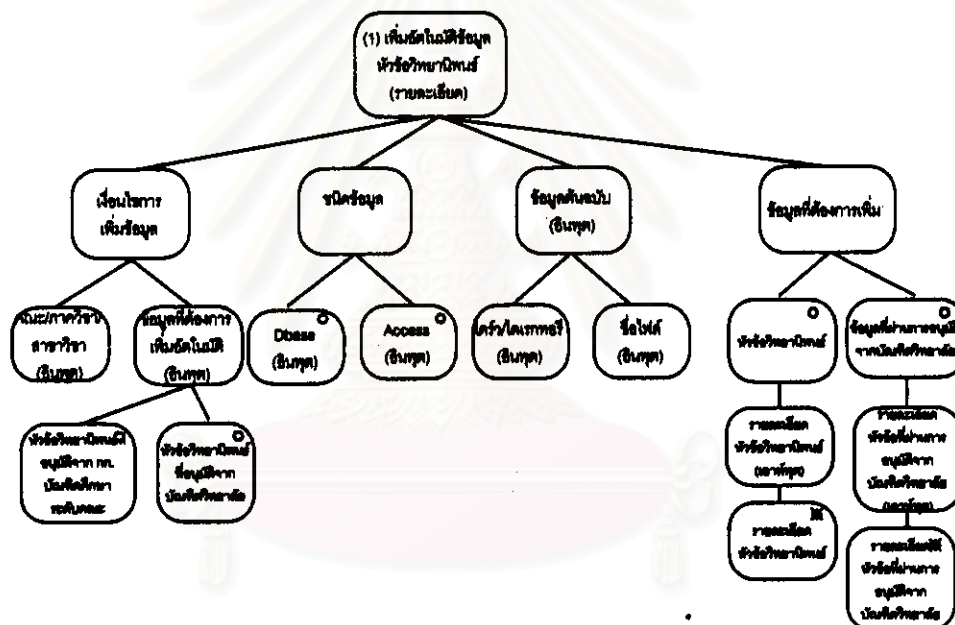 (1) เพิ่มอัตโนมัติข้อมูล
หัวข้อวิทยานิพนธ์
(รายละเอียด)
เงื่อนไขการ
เพิ่มข้อมูล
ชนิดข้อมูล
ข้อมูลต้นฉบับ
(อินพุต)
ข้อมูลที่ต้องการเพิ่ม
คณะ/ภาควิชา/
สาขาวิชา
(อินพุต)
ข้อมูลที่ต้องการ
เพิ่มอัตโนมัติ
(อินพุต)
Dbase
(อินพุต)
Access
(อินพุต)
ไดร์ว/ไดเรกทอรี
(อินพุต)
ชื่อไฟล์
(อินพุต)
หัวข้อวิทยานิพนธ์
ข้อมูลที่ผ่านการอนุมัติ
จากบัณฑิตวิทยาลัย
หัวข้อวิทยานิพนธ์
อนุมัติจาก กก.
บัณฑิตศึกษา
ระดับคณะ
หัวข้อวิทยานิพนธ์
ที่อนุมัติจาก
บัณฑิตวิทยาลัย
รายละเอียด
หัวข้อวิทยานิพนธ์
(เอาท์พุต)
รายละเอียด
หัวข้อที่ผ่านการ
อนุมัติจาก
บัณฑิตวิทยาลัย
(เอาท์พุต)
รายละเอียด
หัวข้อวิทยานิพนธ์
รายละเอียด
หัวข้อที่ผ่านการ
อนุมัติจาก
บัณฑิตวิทยาลัย